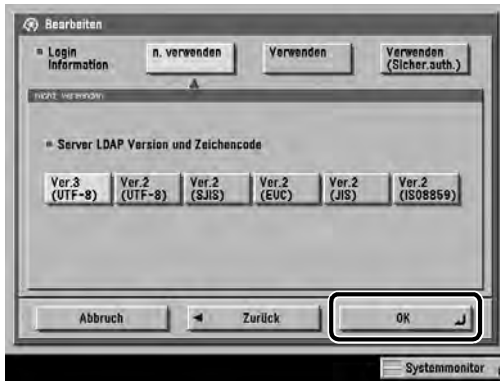 Bearbeiten
Login
Information
n. verwenden
Verwenden
Verwenden
(Sicher.auth.)
nicht verwenden
Server LDAP Version und Zeichencode
Ver.3
(UTF-8)
Ver.2
(UTF-8)
Ver.2
(SJIS)
Ver.2
(EUC)
Ver.2
(JIS)
Ver.2
(ISO8859)
Abbruch
Zurück
OK
Systemmonitor